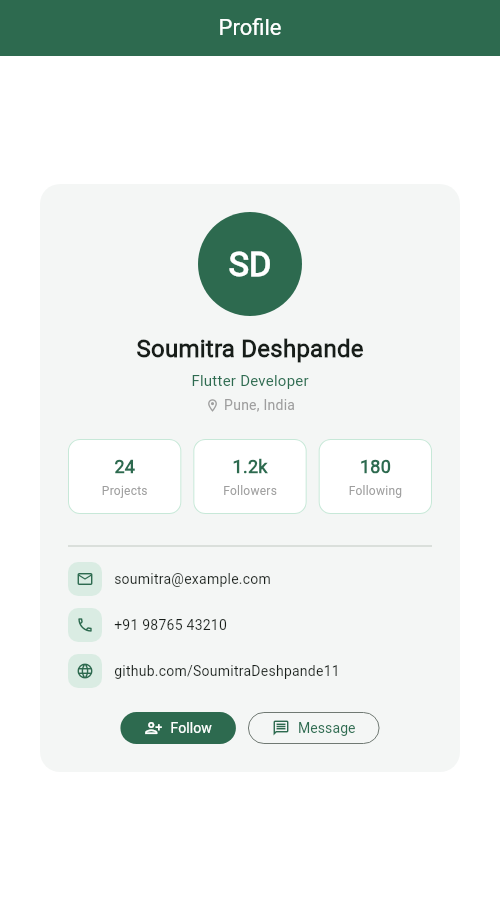 Profile
SD
Soumitra Deshpande
Flutter Developer
Pune, India
24 1.2k 180
Projects Followers Following
soumitra@example.com
+91 98765 43210
github.com/SoumitraDeshpande11
Follow Message